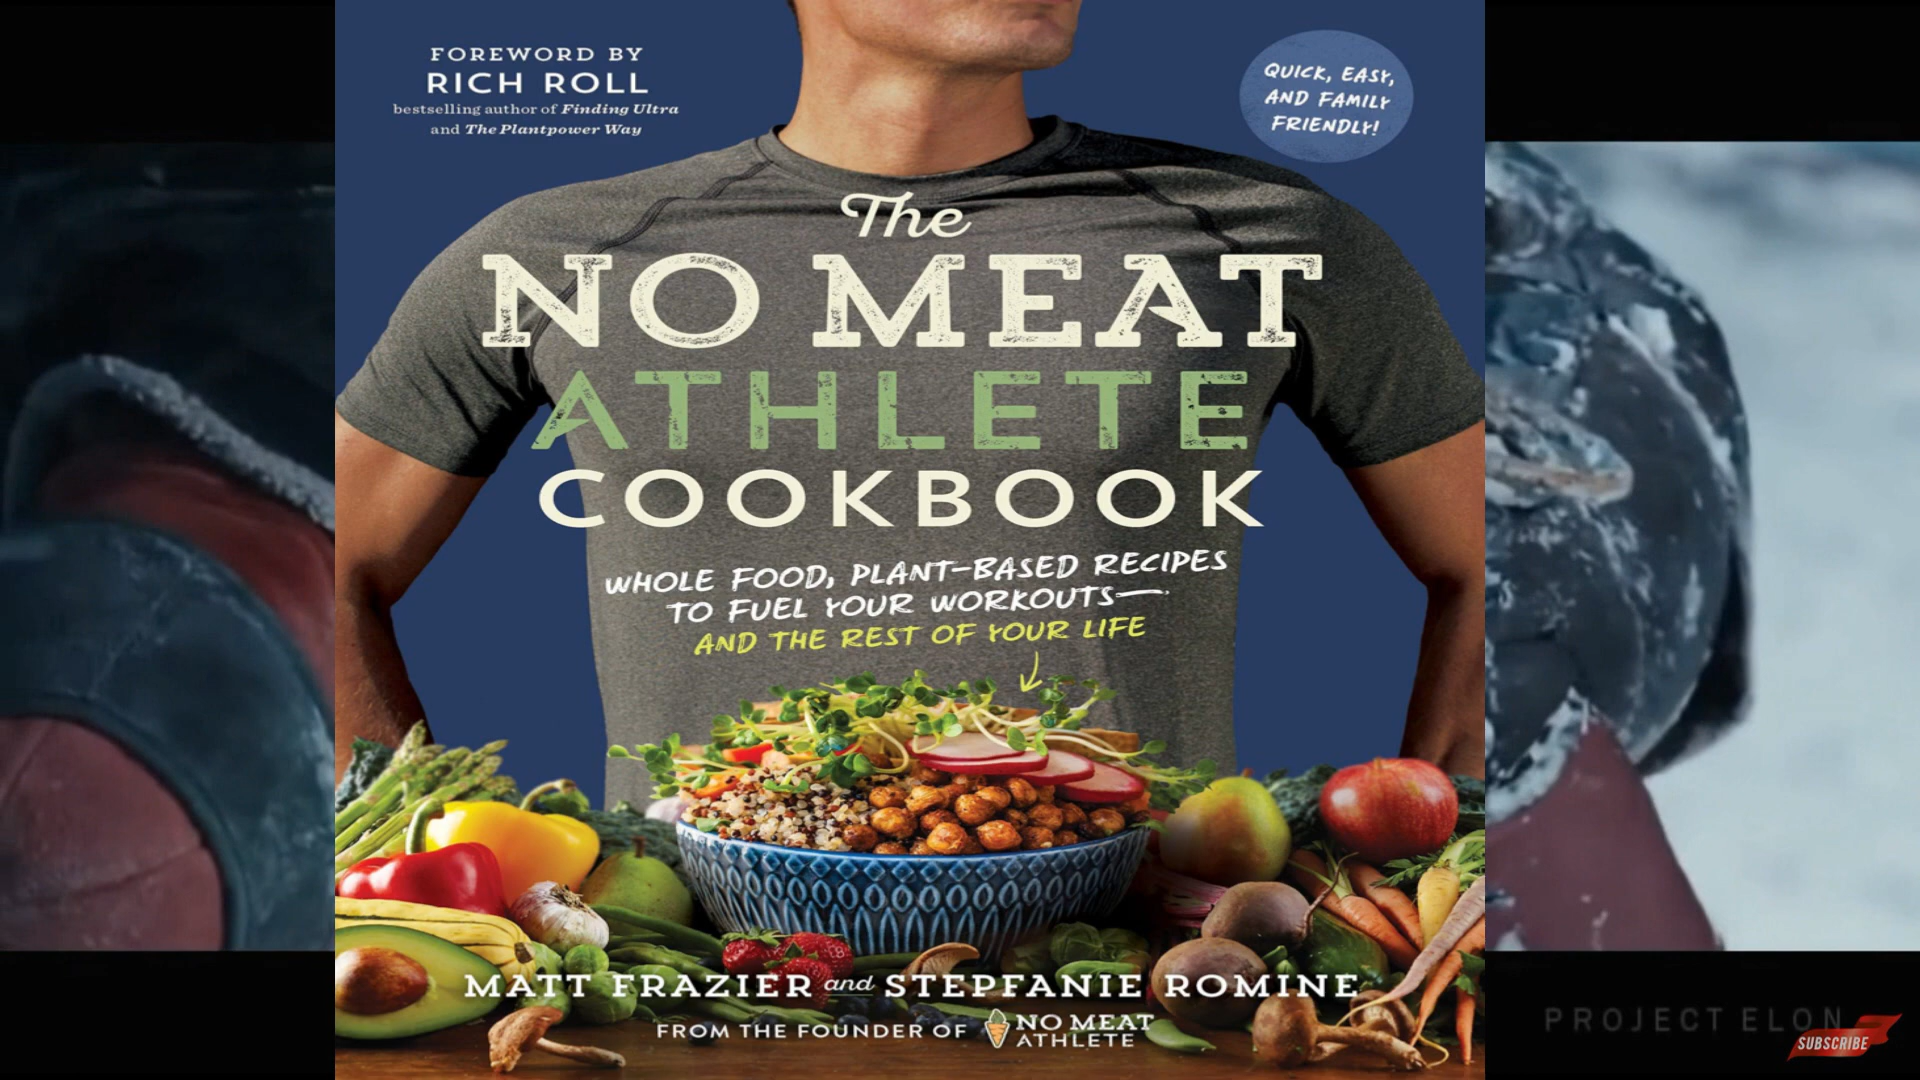 FOREWORD BY
RICH ROLL
bestselling author of Finding Ultra
and The Plantpower Way
QUICK, EASY,
AND FAMILY
FRIENDLY!
The
NO MEAT
ATHLETE
COOKBOOK
WHOLE FOOD, PLANT-BASED RECIPES
TO FUEL YOUR WORKOUTS—
AND THE REST OF YOUR LIFE
MATT FRAZIER and STEPFANIE ROMINE
FROM THE FOUNDER OF NO MEAT
ATHLETE
PROJECT ELON
SUBSCRIBE